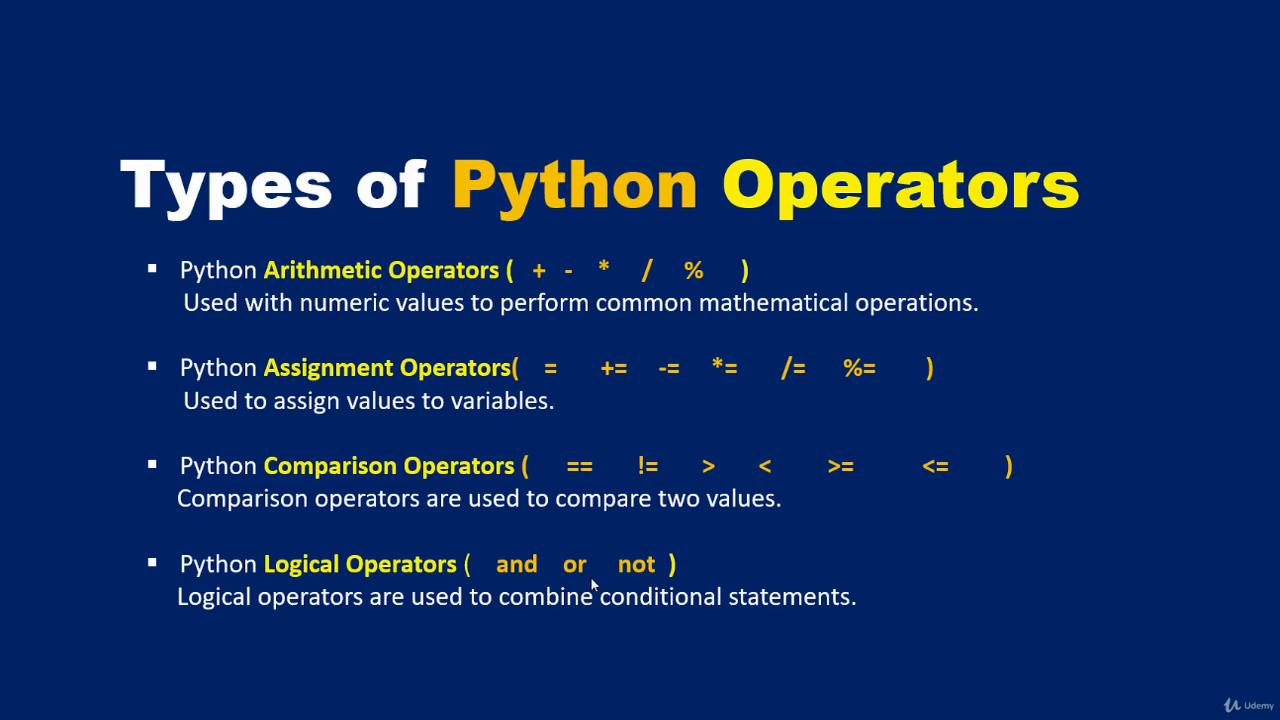 Types of Python Operators
▪ Python Arithmetic Operators ( + - * / % )
Used with numeric values to perform common mathematical operations.
▪ Python Assignment Operators( = += -= *= /= %= )
Used to assign values to variables.
▪ Python Comparison Operators ( == != > < >= <= )
Comparison operators are used to compare two values.
▪ Python Logical Operators ( and or not )
Logical operators are used to combine conditional statements.
Udemy